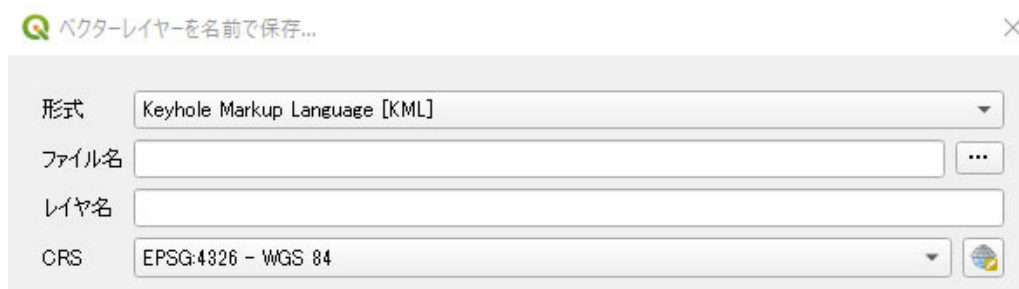 ベクターレイヤーを名前で保存...
形式 Keyhole Markup Language [KML]
ファイル名 ...
レイヤ名
CRS EPSG:4326 - WGS 84